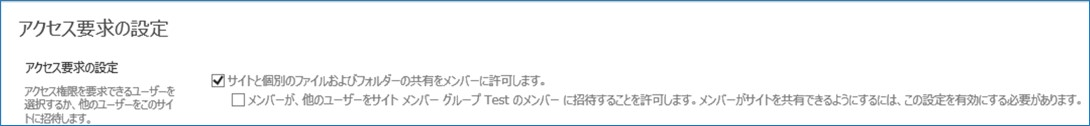 アクセス要求の設定
アクセス要求の設定
アクセス権限を要求できるユーザーを
選択するか、他のユーザーをこのサイ
トに招待します。
サイトと個別のファイルおよびフォルダーの共有をメンバーに許可します。
メンバーが、他のユーザーをサイト メンバー グループ Test のメンバー に招待することを許可します。メンバーがサイトを共有できるようにするには、この設定を有効にする必要があります。